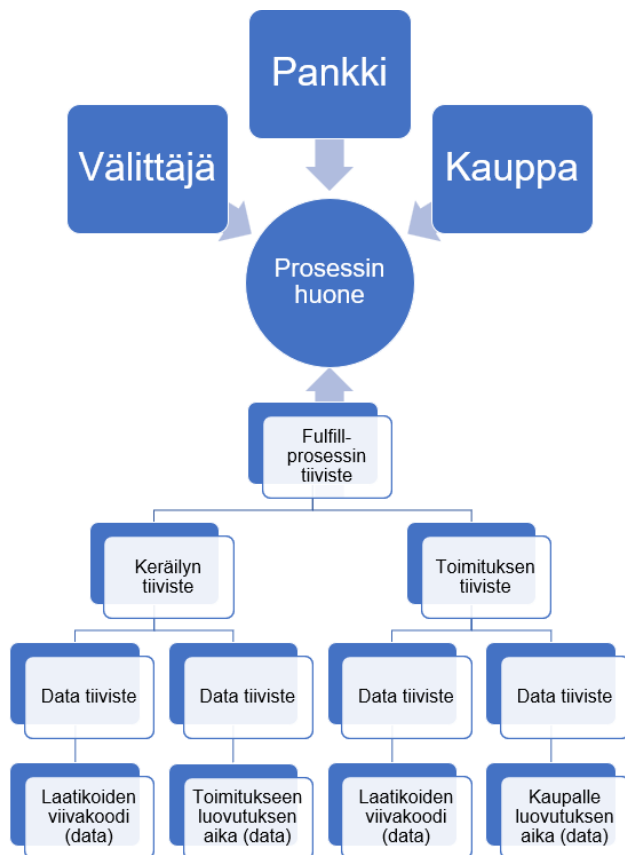 Pankki
Välittäjä
Kauppa
Prosessin
huone
Fulfill-
prosessin
tiiviste
Keräilyn
tiiviste
Toimituksen
tiiviste
Data tiiviste
Data tiiviste
Data tiiviste
Data tiiviste
Laatikoiden
viivakoodi
(data)
Toimitukseen
luovutuksen
aika (data)
Laatikoiden
viivakoodi
(data)
Kaupalle
luovutuksen
aika (data)